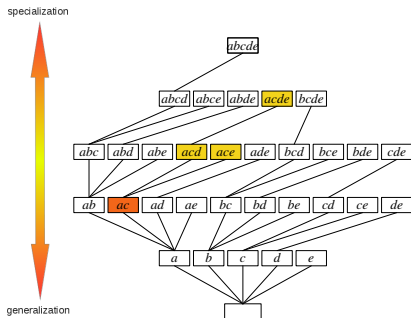 specialization
abcde
abcd abce abde acde bcde
abc abd abe acd ace ade bcd bce bde cde
ab ac ad ae bc bd be cd ce de
a b c d e
generalization